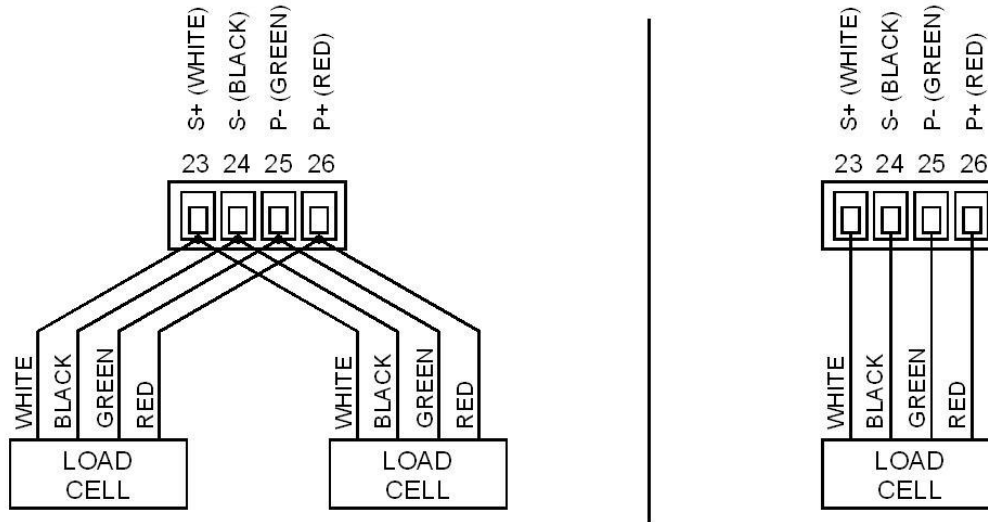 S+ (WHITE)
S- (BLACK)
P- (GREEN)
P+ (RED)
23 24 25 26
WHITE
BLACK
GREEN
RED
LOAD
CELL
WHITE
BLACK
GREEN
RED
LOAD
CELL
S+ (WHITE)
S- (BLACK)
P- (GREEN)
P+ (RED)
23 24 25 26
WHITE
BLACK
GREEN
RED
LOAD
CELL